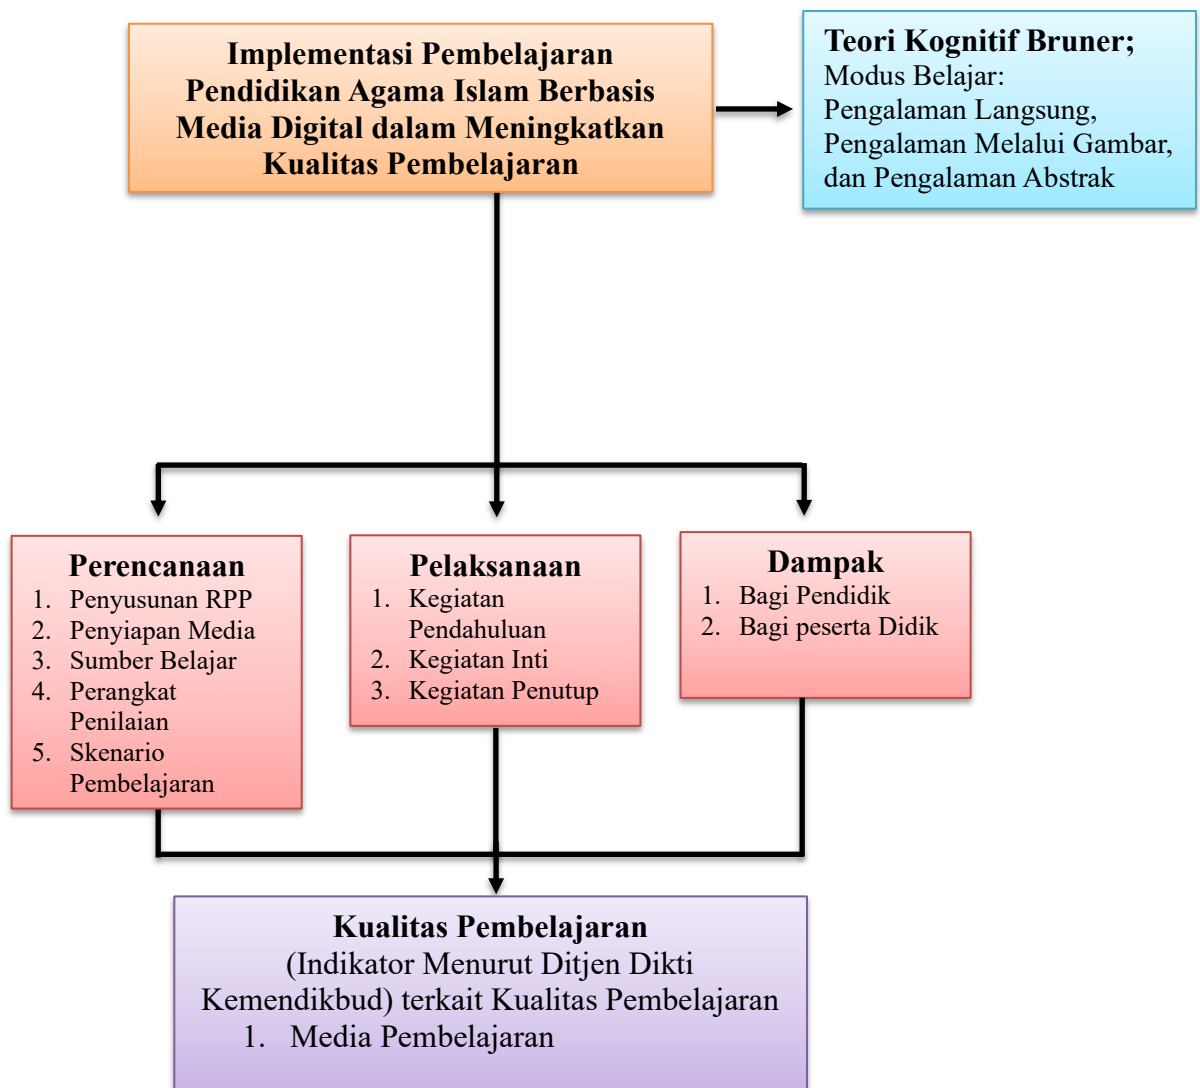 Implementasi Pembelajaran
Pendidikan Agama Islam Berbasis
Media Digital dalam Meningkatkan
Kualitas Pembelajaran
Teori Kognitif Bruner;
Modus Belajar:
Pengalaman Langsung,
Pengalaman Melalui Gambar,
dan Pengalaman Abstrak
Perencanaan
1. Penyusunan RPP
2. Penyiapan Media
3. Sumber Belajar
4. Perangkat
Penilaian
5. Skenario
Pembelajaran
Pelaksanaan
1. Kegiatan
Pendahuluan
2. Kegiatan Inti
3. Kegiatan Penutup
Dampak
1. Bagi Pendidik
2. Bagi peserta Didik
Kualitas Pembelajaran
(Indikator Menurut Ditjen Dikti
Kemendikbud) terkait Kualitas Pembelajaran
1. Media Pembelajaran